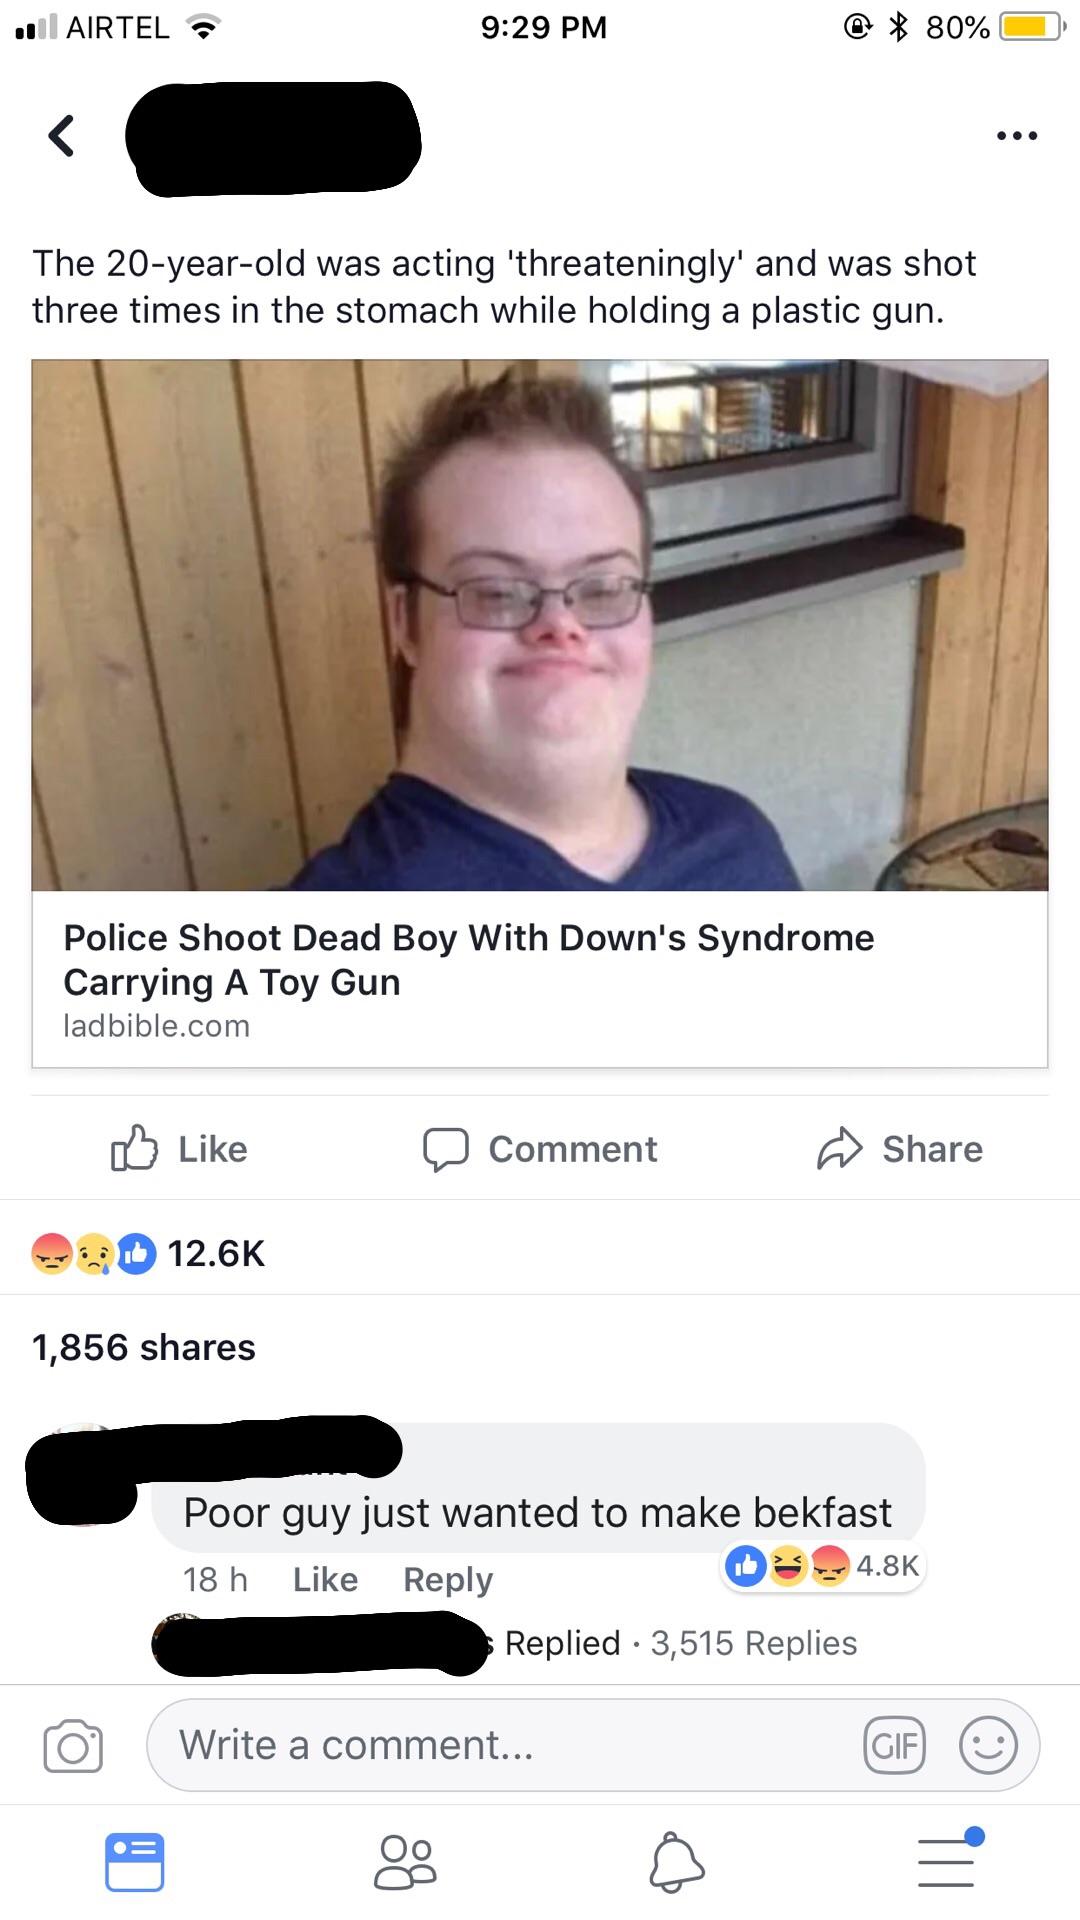 AIRTEL 9:29 PM 80%
The 20-year-old was acting 'threateningly' and was shot
three times in the stomach while holding a plastic gun.
Police Shoot Dead Boy With Down's Syndrome
Carrying A Toy Gun
ladbible.com
Like Comment Share
12.6K
1,856 shares
Poor guy just wanted to make bekfast
18 h Like Reply 4.8K
Replied · 3,515 Replies
Write a comment... GIF